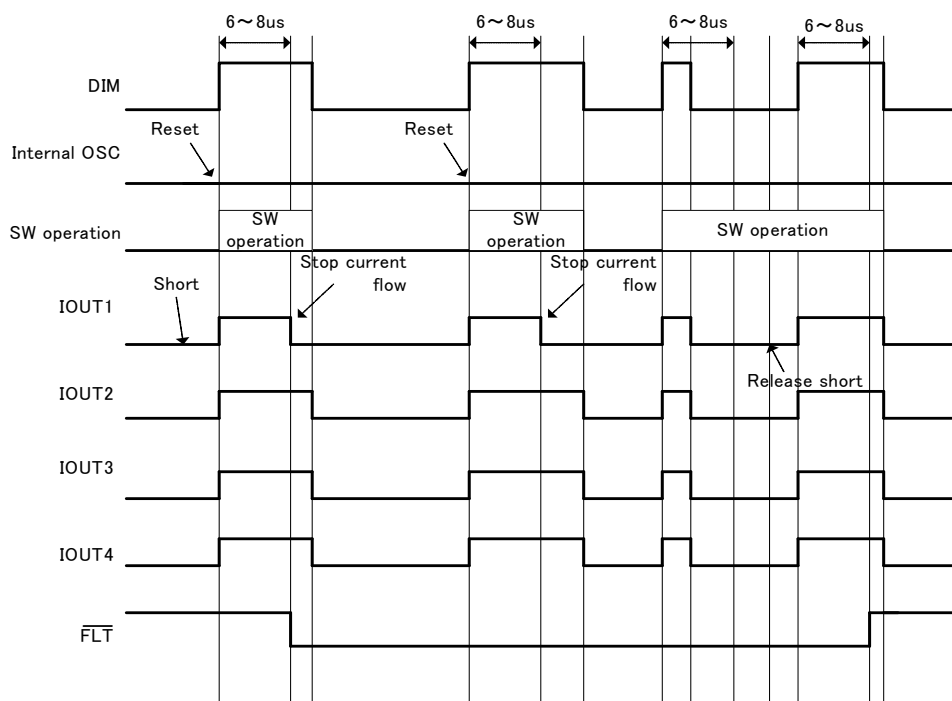 6～8us 6～8us 6～8us 6～8us
DIM
Reset Reset
Internal OSC
SW operation
SW
operation
SW
operation
SW operation
Stop current
flow
Stop current
flow
Short
IOUT1
Release short
IOUT2
IOUT3
IOUT4
FLT